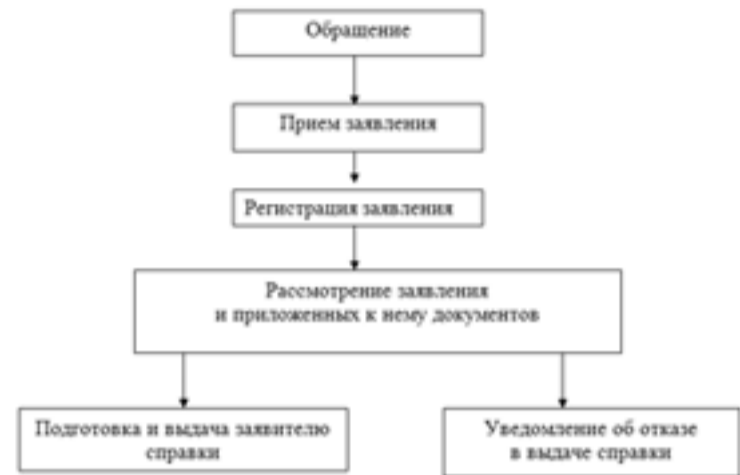 Обращение
Прием заявления
Регистрация заявления
Рассмотрение заявления
и приложенных к нему документов
Подготовка и выдача заявителю
справки
Уведомление об отказе
в выдаче справки